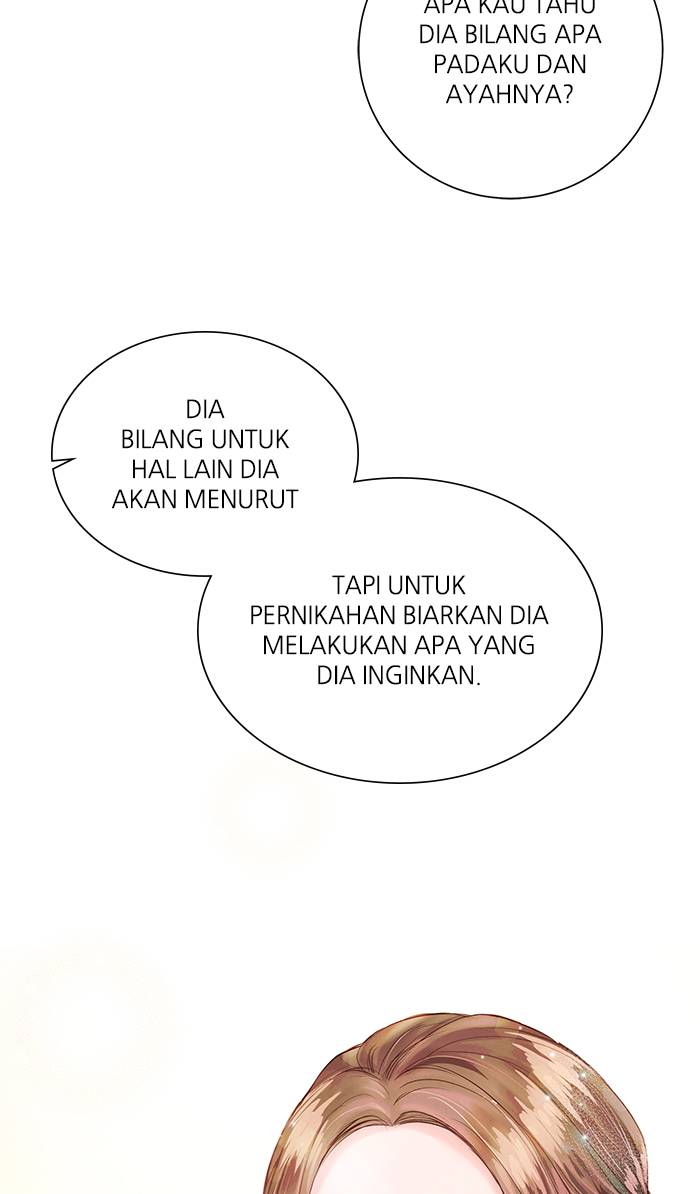 APA KAU TAHU
DIA BILANG APA
PADAKU DAN
AYAHNYA?
DIA
BILANG UNTUK
HAL LAIN DIA
AKAN MENURUT
TAPI UNTUK
PERNIKAHAN BIARKAN DIA
MELAKUKAN APA YANG
DIA INGINKAN.